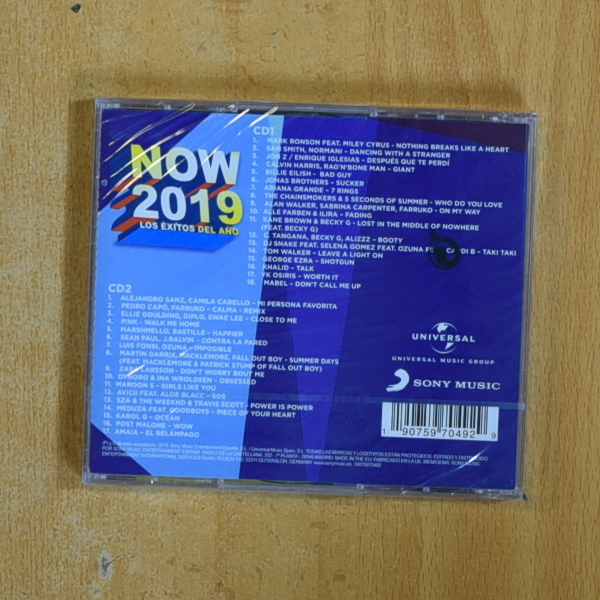 NOW
2019
LOS ÉXITOS DEL AÑO
CD1
1. MARK RONSON FEAT. MILEY CYRUS - NOTHING BREAKS LIKE A HEART
2. SAM SMITH, NORMANI - DANCING WITH A STRANGER
3. JON Z / ENRIQUE IGLESIAS - DESPUÉS QUE TE PERDÍ
4. CALVIN HARRIS, RAG'N'BONE MAN - GIANT
5. BILLIE EILISH - BAD GUY
6. JONAS BROTHERS - SUCKER
7. ARIANA GRANDE - 7 RINGS
8. THE CHAINSMOKERS & 5 SECONDS OF SUMMER - WHO DO YOU LOVE
9. ALAN WALKER, SABRINA CARPENTER, FARRUKO - ON MY WAY
10. ALLE FARBEN & ILIRA - FADING
11. KANE BROWN & BECKY G - LOST IN THE MIDDLE OF NOWHERE
(FEAT. BECKY G)
12. C. TANGANA, BECKY G, ALIZZZ - BOOTY
13. DJ SNAKE FEAT. SELENA GOMEZ FEAT. OZUNA CARDI B - TAKI TAKI
14. TOM WALKER - LEAVE A LIGHT ON
15. GEORGE EZRA - SHOTGUN
16. KHALID - TALK
17. YK OSIRIS - WORTH IT
18. MABEL - DON'T CALL ME UP
CD2
1. ALEJANDRO SANZ, CAMILA CABELLO - MI PERSONA FAVORITA
2. PEDRO CAPÓ, FARRUKO - CALMA - REMIX
3. ELLIE GOULDING, DIPLO, SWAE LEE - CLOSE TO ME
4. P!NK - WALK ME HOME
5. MARSHMELLO, BASTILLE - HAPPIER
6. SEAN PAUL, J.BALVIN - CONTRA LA PARED
7. LUIS FONSI, OZUNA - IMPOSIBLE
8. MARTIN GARRIX, MACKLEMORE, FALL OUT BOY - SUMMER DAYS
(FEAT. MACKLEMORE & PATRICK STUMP OF FALL OUT BOY)
9. ZARA LARSSON - DON'T WORRY BOUT ME
10. DYNORO & INA WROLDSEN - OBSESSED
11. MAROON 5 - GIRLS LIKE YOU
12. AVICII FEAT. ALOE BLACC - SOS
13. SZA & THE WEEKND & TRAVIS SCOTT - POWER IS POWER
14. MEDUZA FEAT. GOODBOYS - PIECE OF YOUR HEART
15. KAROL G - OCEAN
16. POST MALONE - WOW
17. AMAIA - EL RELÁMPAGO
UNIVERSAL
UNIVERSAL MUSIC GROUP
SONY MUSIC
1 90759 70492 9